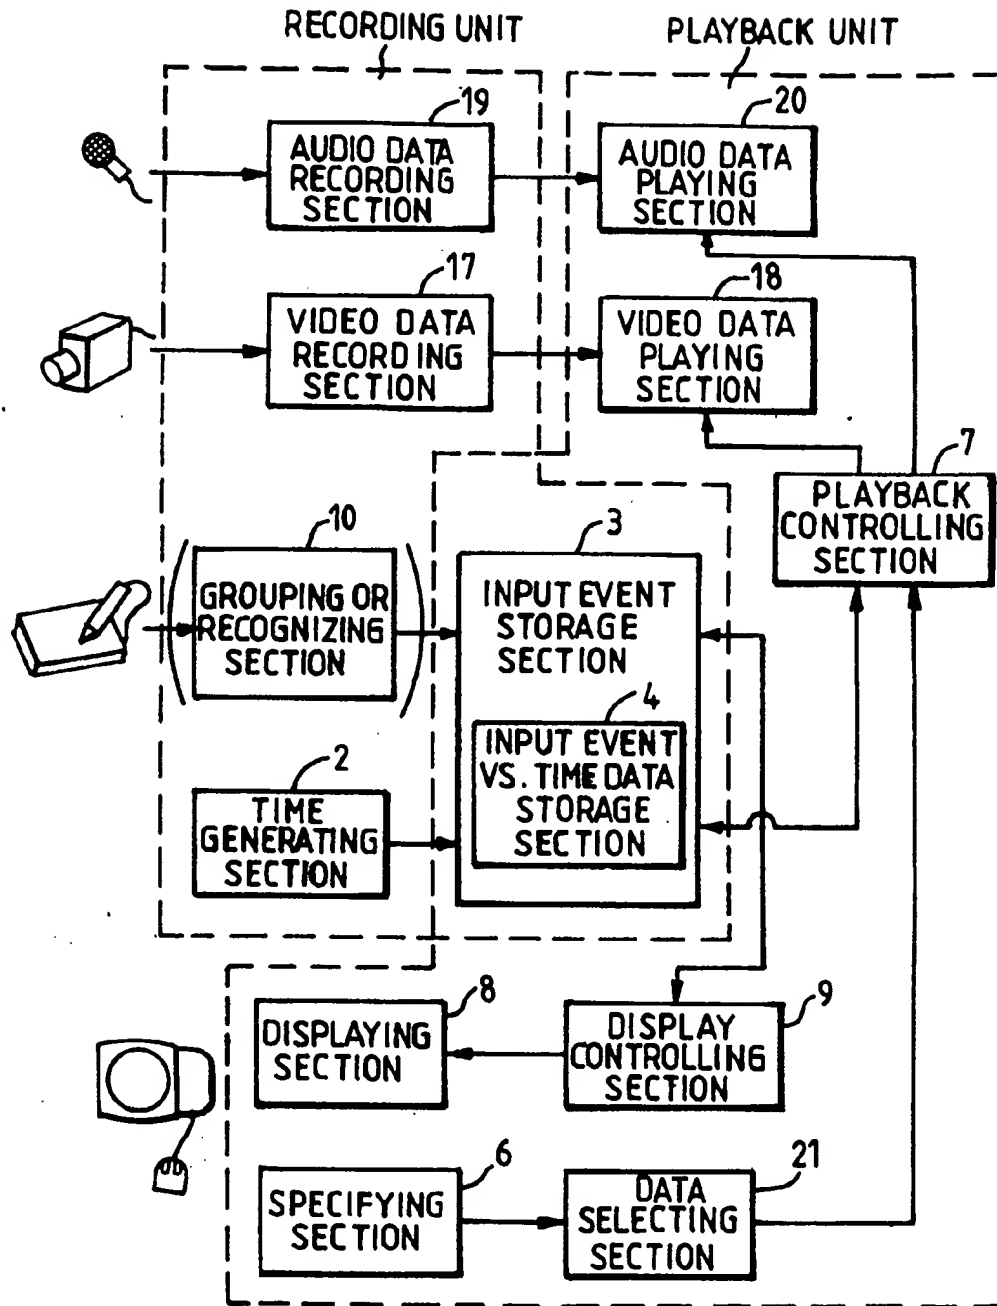 RECORDING UNIT
PLAYBACK UNIT
19
AUDIO DATA
RECORDING
SECTION
20
AUDIO DATA
PLAYING
SECTION
17
VIDEO DATA
RECORDING
SECTION
18
VIDEO DATA
PLAYING
SECTION
7
PLAYBACK
CONTROLLING
SECTION
10
GROUPING OR
RECOGNIZING
SECTION
3
INPUT EVENT
STORAGE
SECTION
4
INPUT EVENT
VS. TIME DATA
STORAGE
SECTION
2
TIME
GENERATING
SECTION
8
DISPLAYING
SECTION
9
DISPLAY
CONTROLLING
SECTION
6
SPECIFYING
SECTION
21
DATA
SELECTING
SECTION